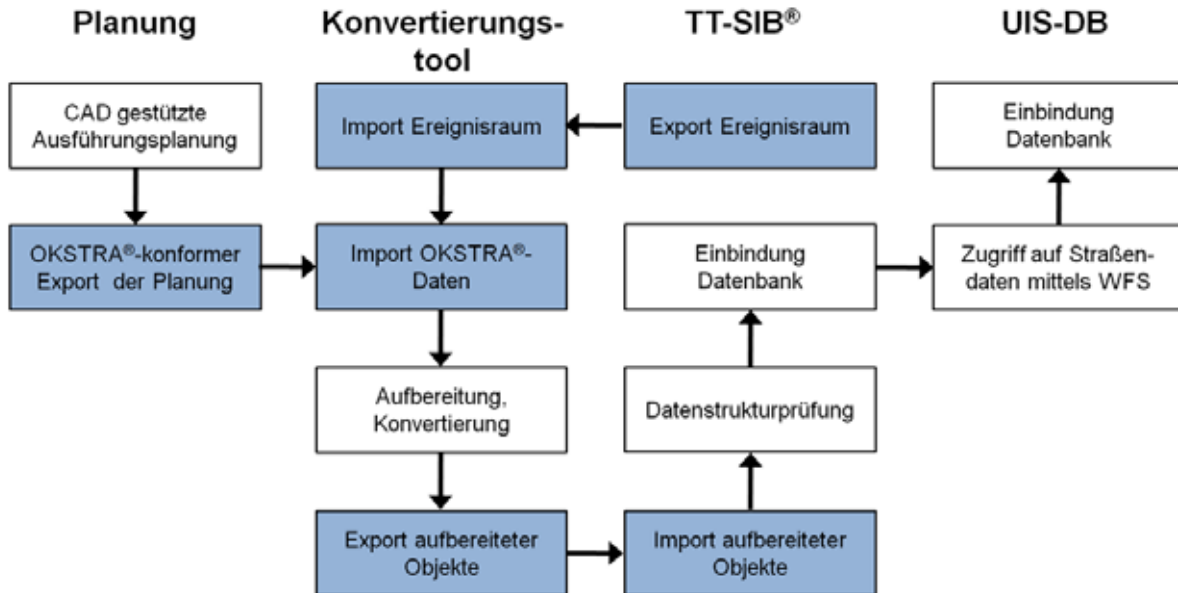 Planung
Konvertierungs-
tool
TT-SIB®
UIS-DB
CAD gestützte
Ausführungsplanung
Import Ereignisraum
Export Ereignisraum
Einbindung
Datenbank
OKSTRA®-konformer
Export der Planung
Import OKSTRA®-
Daten
Einbindung
Datenbank
Zugriff auf Straßen-
daten mittels WFS
Aufbereitung,
Konvertierung
Datenstrukturprüfung
Export aufbereiteter
Objekte
Import aufbereiteter
Objekte